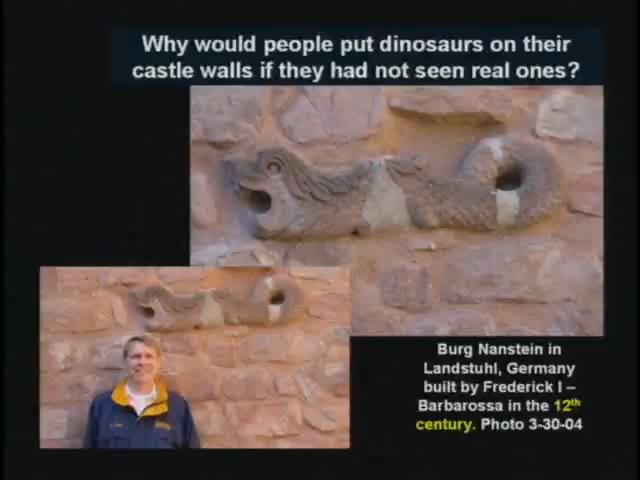 Why would people put dinosaurs on their
castle walls if they had not seen real ones?
Burg Nanstein in
Landstuhl, Germany
built by Frederick I –
Barbarossa in the 12th
century. Photo 3-30-04